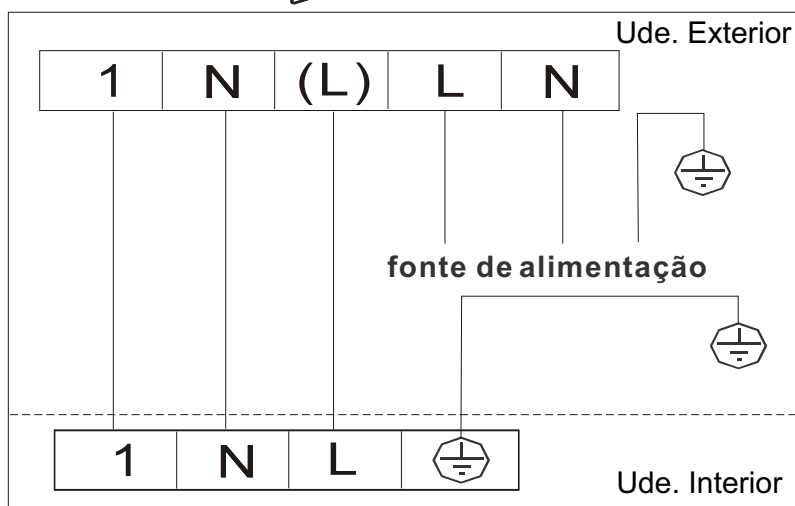 Ude. Exterior
1 N (L) L N
fonte de alimentação
1 N L
Ude. Interior